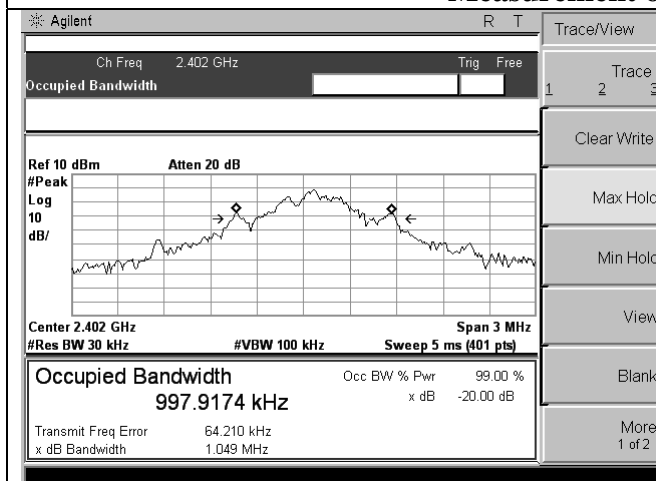 Agilent R T
Ch Freq 2.402 GHz Trig Free
Occupied Bandwidth
Ref 10 dBm Atten 20 dB
#Peak
Log
10
dB/
Center 2.402 GHz Span 3 MHz
#Res BW 30 kHz #VBW 100 kHz Sweep 5 ms (401 pts)
Occupied Bandwidth
997.9174 kHz
Occ BW % Pwr 99.00 %
x dB -20.00 dB
Transmit Freq Error 64.210 kHz
x dB Bandwidth 1.049 MHz
Trace/View
Trace
1 2 3
Clear Write
Max Hold
Min Hold
View
Blank
More
1 of 2